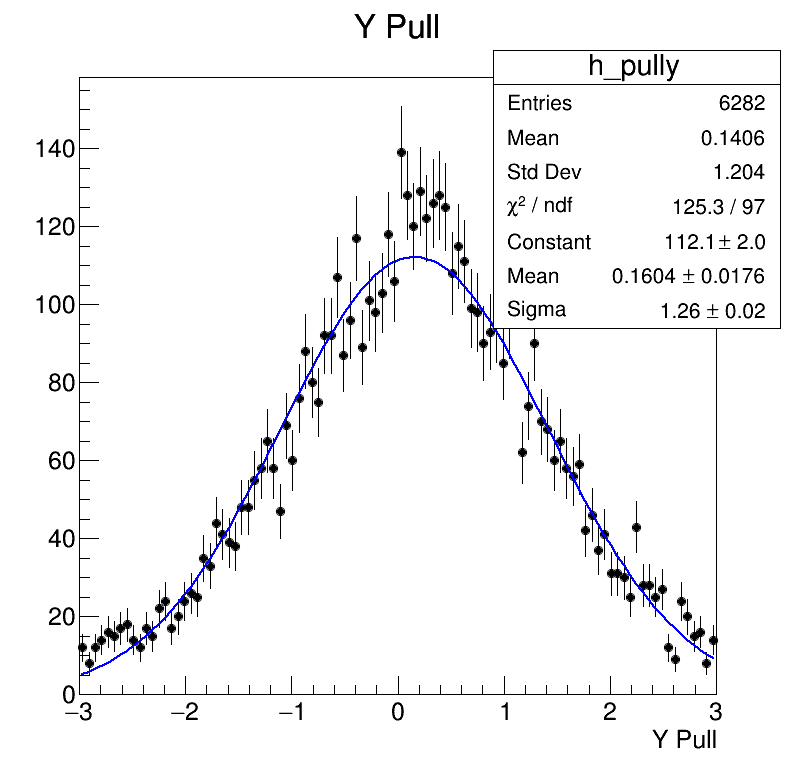 Y Pull
h_pully
Entries 6282
Mean 0.1406
Std Dev 1.204
χ² / ndf 125.3 / 97
Constant 112.1 ± 2.0
Mean 0.1604 ± 0.0176
Sigma 1.26 ± 0.02
140
120
100
80
60
40
20
0
−3 −2 −1 0 1 2 3
Y Pull